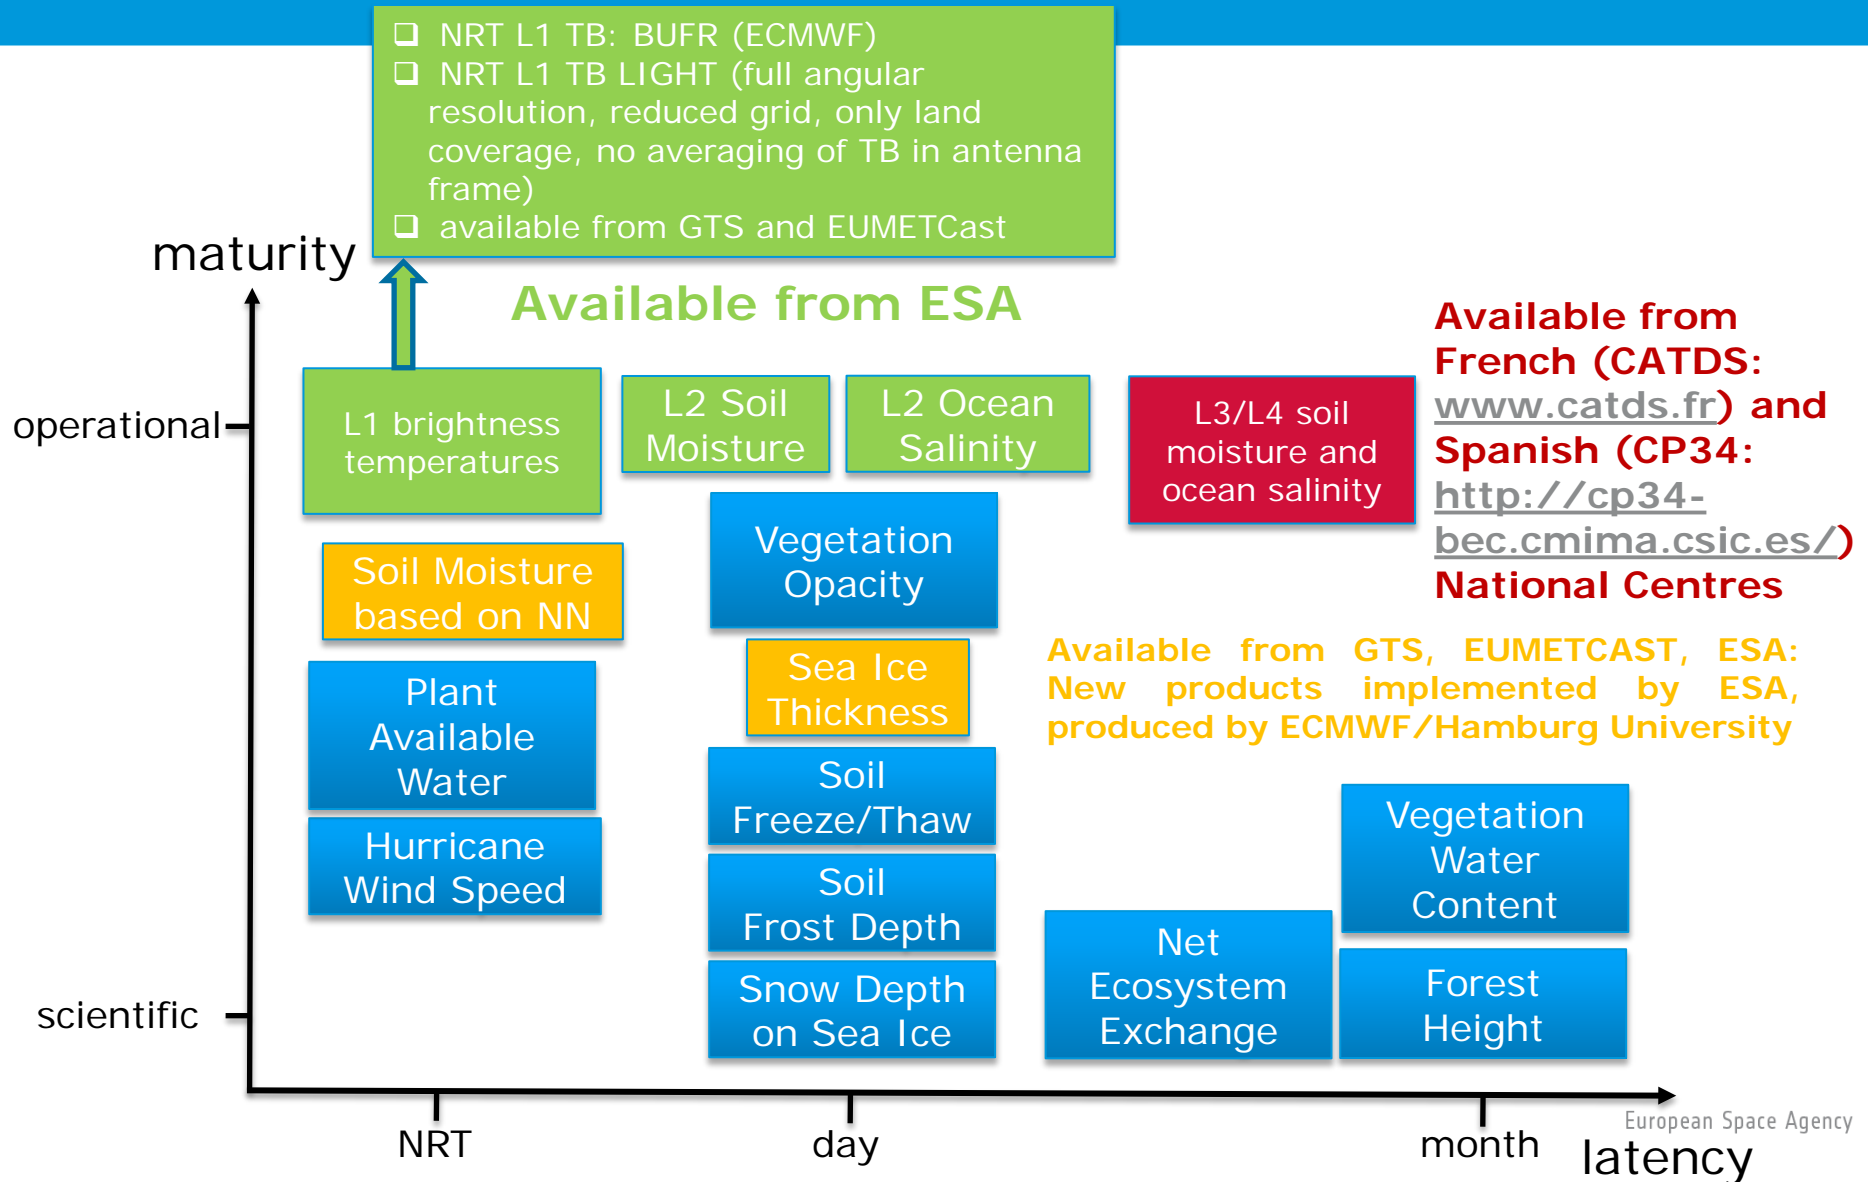 ❑ NRT L1 TB: BUFR (ECMWF)
❑ NRT L1 TB LIGHT (full angular
resolution, reduced grid, only land
coverage, no averaging of TB in antenna
frame)
❑ available from GTS and EUMETCast
maturity
Available from ESA
Available from
French (CATDS:
www.catds.fr) and
Spanish (CP34:
http://cp34-
bec.cmima.csic.es/)
National Centres
operational
L1 brightness
temperatures
L2 Soil
Moisture
L2 Ocean
Salinity
L3/L4 soil
moisture and
ocean salinity
Soil Moisture
based on NN
Vegetation
Opacity
Sea Ice
Thickness
Available from GTS, EUMETCAST, ESA:
New products implemented by ESA,
produced by ECMWF/Hamburg University
Plant
Available
Water
Soil
Freeze/Thaw
Hurricane
Wind Speed
Soil
Frost Depth
Vegetation
Water
Content
Net
Ecosystem
Exchange
Snow Depth
on Sea Ice
Forest
Height
scientific
NRT
day
month
European Space Agency
latency